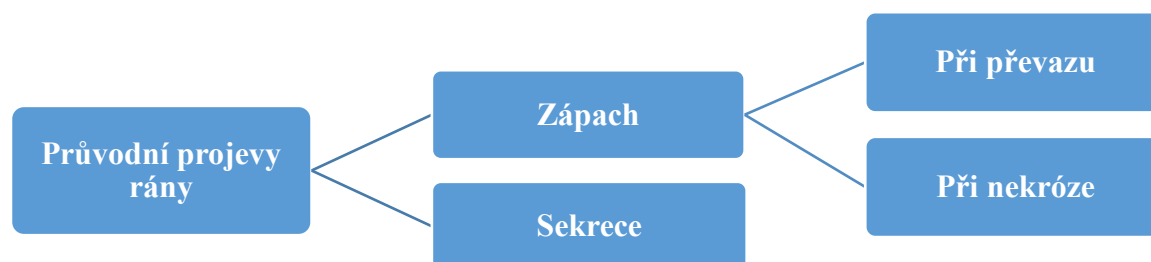 Průvodní projevy
rány
Zápach
Sekrece
Při převazu
Při nekróze